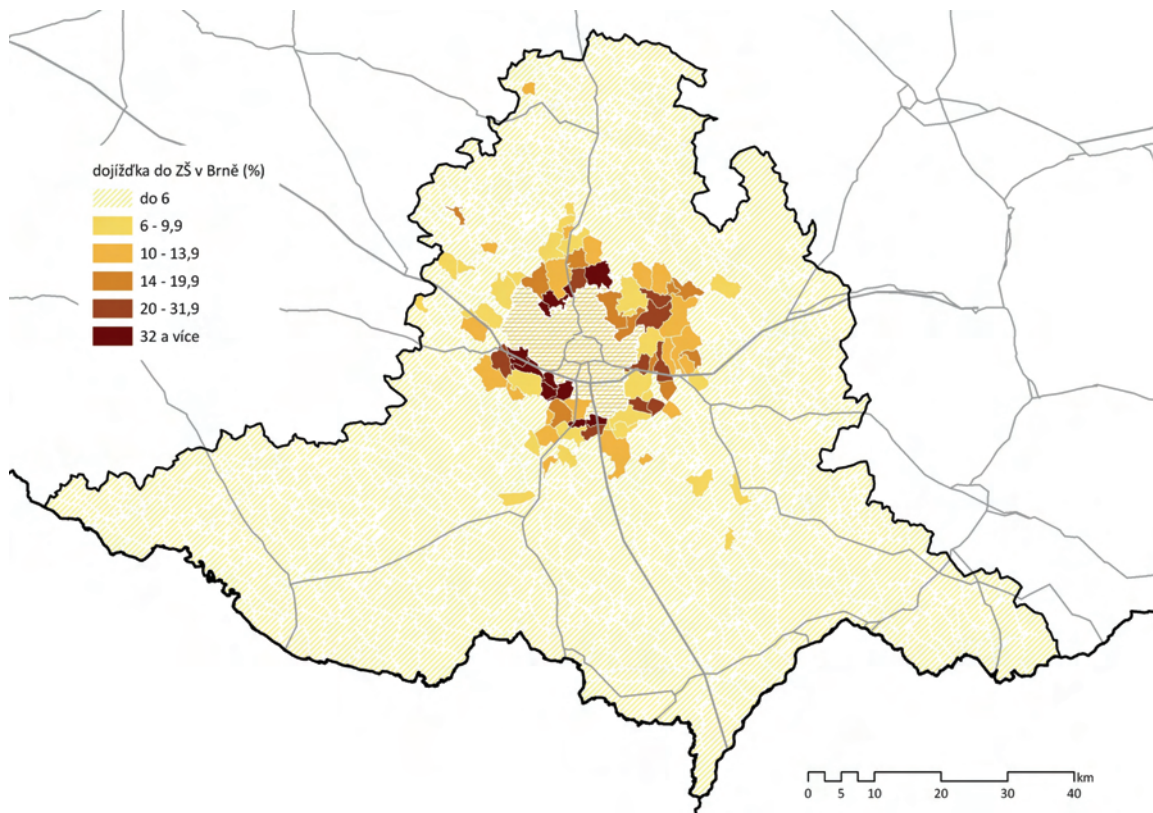 dojížďka do ZŠ v Brně (%)
do 6
6 - 9,9
10 - 13,9
14 - 19,9
20 - 31,9
32 a více
km
0 5 10 20 30 40